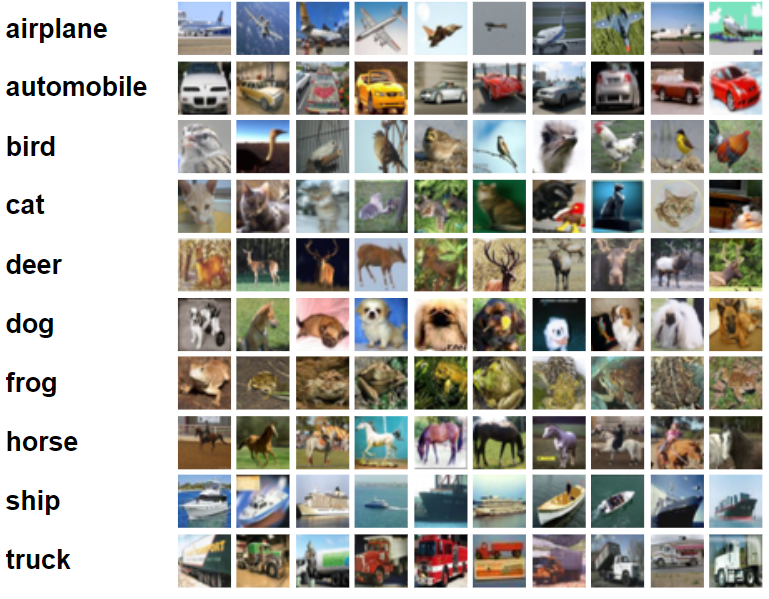 airplane
automobile
bird
cat
deer
dog
frog
horse
ship
truck